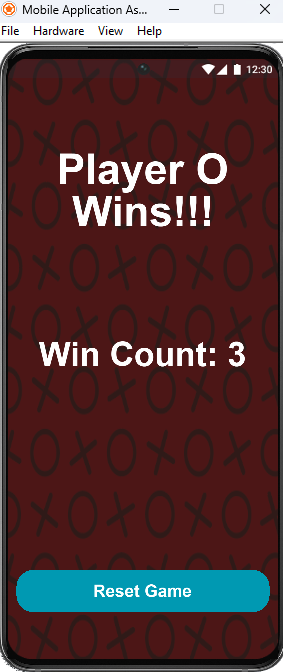 Mobile Application As...
File Hardware View Help
12:30
Player O
Wins!!!
Win Count: 3
Reset Game